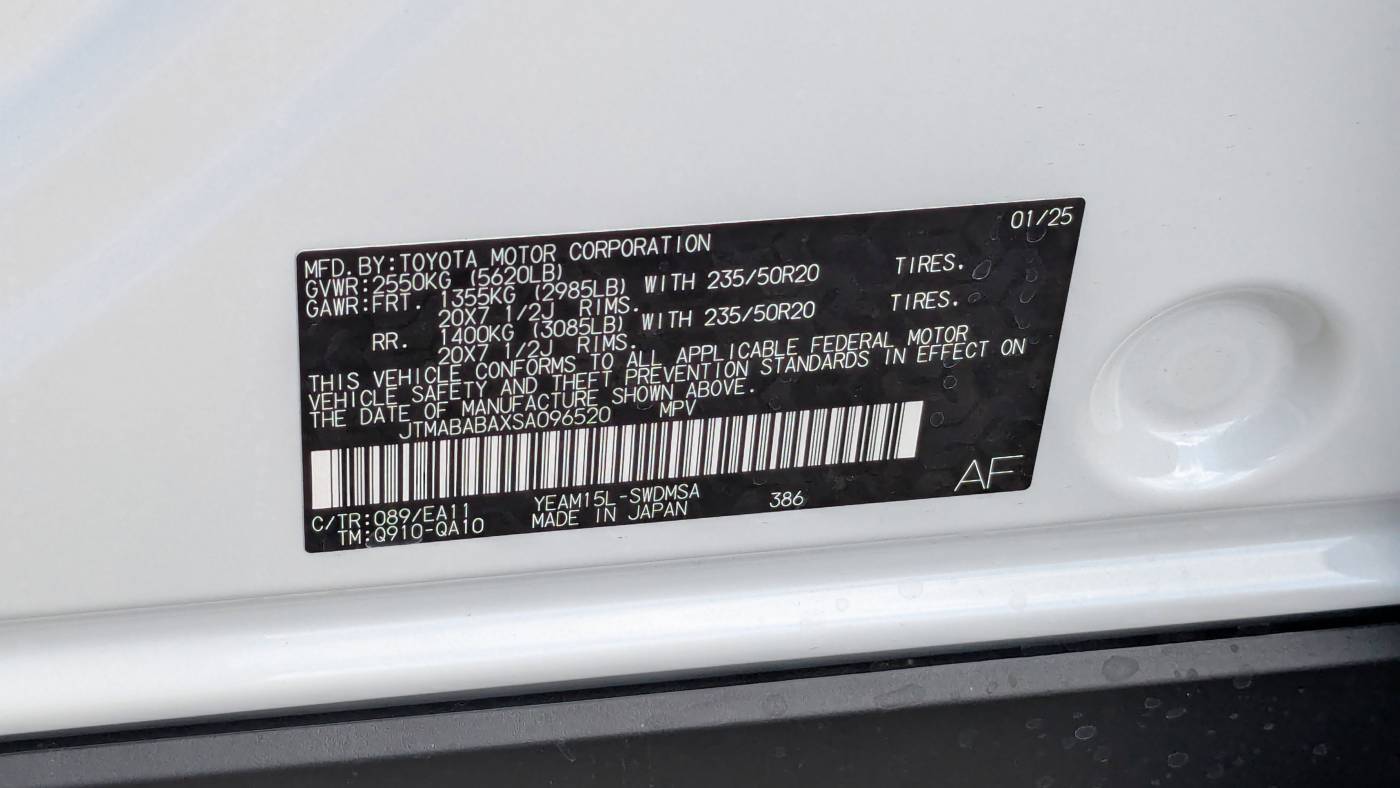 01/25
MFD.BY:TOYOTA MOTOR CORPORATION
GVWR:2550KG (5620LB)
GAWR:FRT. 1355KG (2985LB) WITH 235/50R20 TIRES.
20X7 1/2J RIMS.
RR. 1400KG (3085LB) WITH 235/50R20 TIRES.
20X7 1/2J RIMS.
THIS VEHICLE CONFORMS TO ALL APPLICABLE FEDERAL MOTOR
VEHICLE SAFETY AND THEFT PREVENTION STANDARDS IN EFFECT ON
THE DATE OF MANUFACTURE SHOWN ABOVE.
JTMABABAXSA096520 MPV
C/TR:089/EA11 YEAM15L-SWDMSA 386
TM:Q910-QA10 MADE IN JAPAN
AF